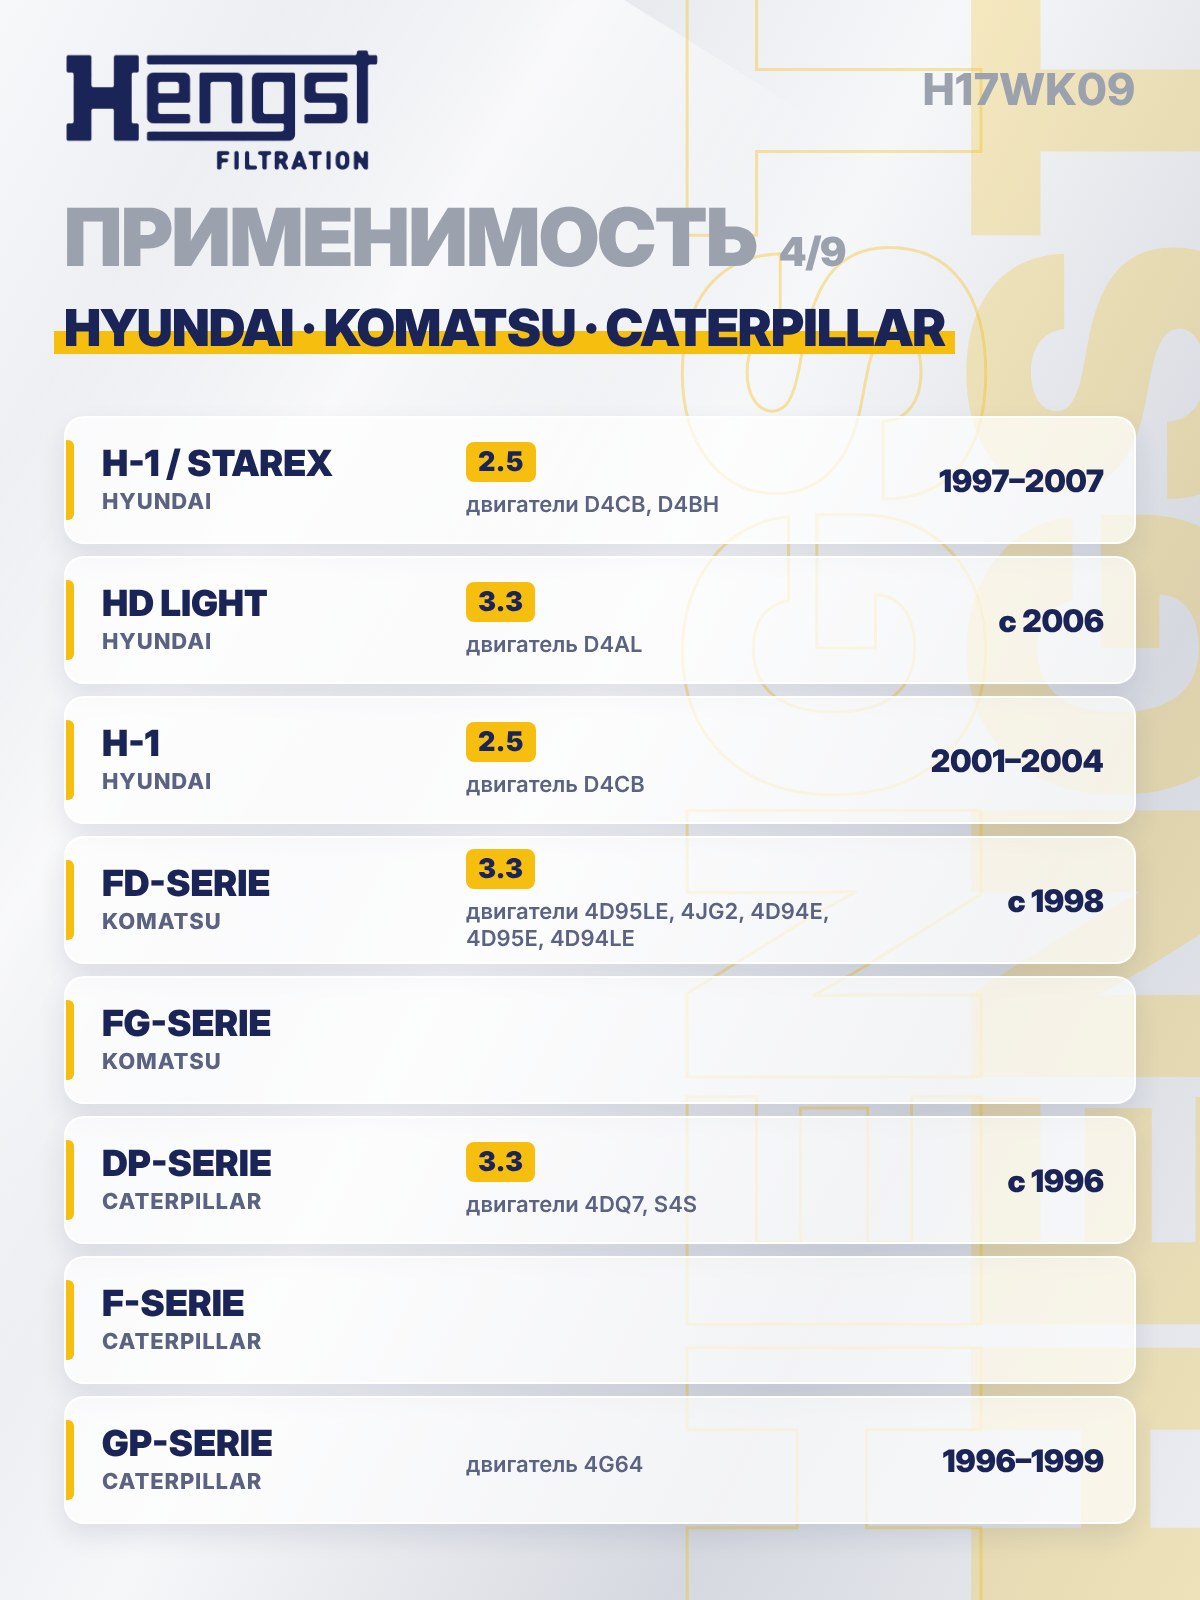 Hengst
FILTRATION
H17WK09
ПРИМЕНИМОСТЬ 4/9
HYUNDAI · KOMATSU · CATERPILLAR
H-1 / STAREX
HYUNDAI
2.5
двигатели D4CB, D4BH
1997–2007
HD LIGHT
HYUNDAI
3.3
двигатель D4AL
с 2006
H-1
HYUNDAI
2.5
двигатель D4CB
2001–2004
FD-SERIE
KOMATSU
3.3
двигатели 4D95LE, 4JG2, 4D94E,
4D95E, 4D94LE
с 1998
FG-SERIE
KOMATSU
DP-SERIE
CATERPILLAR
3.3
двигатели 4DQ7, S4S
с 1996
F-SERIE
CATERPILLAR
GP-SERIE
CATERPILLAR
двигатель 4G64
1996–1999
HENGST
HENGST